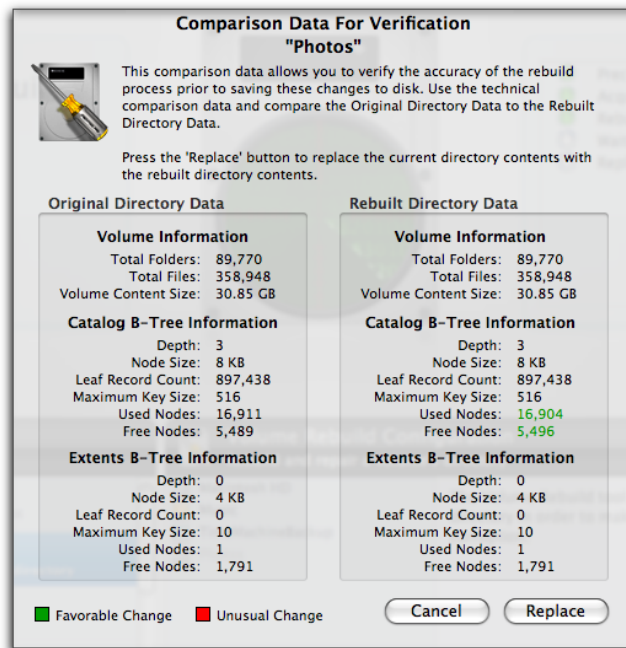 Comparison Data For Verification
"Photos"
This comparison data allows you to verify the accuracy of the rebuild
process prior to saving these changes to disk. Use the technical
comparison data and compare the Original Directory Data to the Rebuilt
Directory Data.
Press the 'Replace' button to replace the current directory contents with
the rebuilt directory contents.
Original Directory Data
Volume Information
Total Folders: 89,770
Total Files: 358,948
Volume Content Size: 30.85 GB
Catalog B-Tree Information
Depth: 3
Node Size: 8 KB
Leaf Record Count: 897,438
Maximum Key Size: 516
Used Nodes: 16,911
Free Nodes: 5,489
Extents B-Tree Information
Depth: 0
Node Size: 4 KB
Leaf Record Count: 0
Maximum Key Size: 10
Used Nodes: 1
Free Nodes: 1,791
Rebuilt Directory Data
Volume Information
Total Folders: 89,770
Total Files: 358,948
Volume Content Size: 30.85 GB
Catalog B-Tree Information
Depth: 3
Node Size: 8 KB
Leaf Record Count: 897,438
Maximum Key Size: 516
Used Nodes: 16,904
Free Nodes: 5,496
Extents B-Tree Information
Depth: 0
Node Size: 4 KB
Leaf Record Count: 0
Maximum Key Size: 10
Used Nodes: 1
Free Nodes: 1,791
Favorable Change
Unusual Change
Cancel
Replace